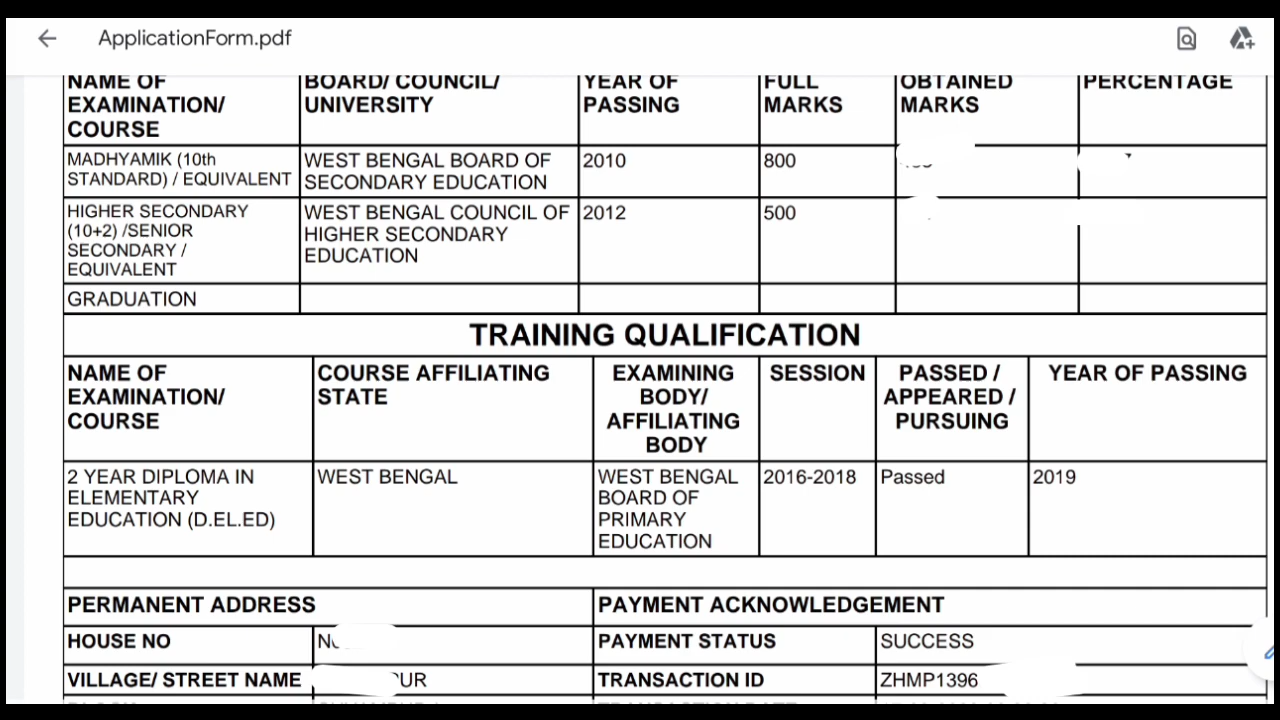 ApplicationForm.pdf
NAME OF EXAMINATION/ COURSE BOARD/ COUNCIL/ UNIVERSITY YEAR OF PASSING FULL MARKS OBTAINED MARKS PERCENTAGE
MADHYAMIK (10th STANDARD) / EQUIVALENT WEST BENGAL BOARD OF SECONDARY EDUCATION 2010 800
HIGHER SECONDARY (10+2) /SENIOR SECONDARY / EQUIVALENT WEST BENGAL COUNCIL OF HIGHER SECONDARY EDUCATION 2012 500
GRADUATION
TRAINING QUALIFICATION
NAME OF EXAMINATION/ COURSE COURSE AFFILIATING STATE EXAMINING BODY/ AFFILIATING BODY SESSION PASSED / APPEARED / PURSUING YEAR OF PASSING
2 YEAR DIPLOMA IN ELEMENTARY EDUCATION (D.EL.ED) WEST BENGAL WEST BENGAL BOARD OF PRIMARY EDUCATION 2016-2018 Passed 2019
PERMANENT ADDRESS PAYMENT ACKNOWLEDGEMENT
HOUSE NO PAYMENT STATUS SUCCESS
VILLAGE/ STREET NAME TRANSACTION ID ZHMP1396